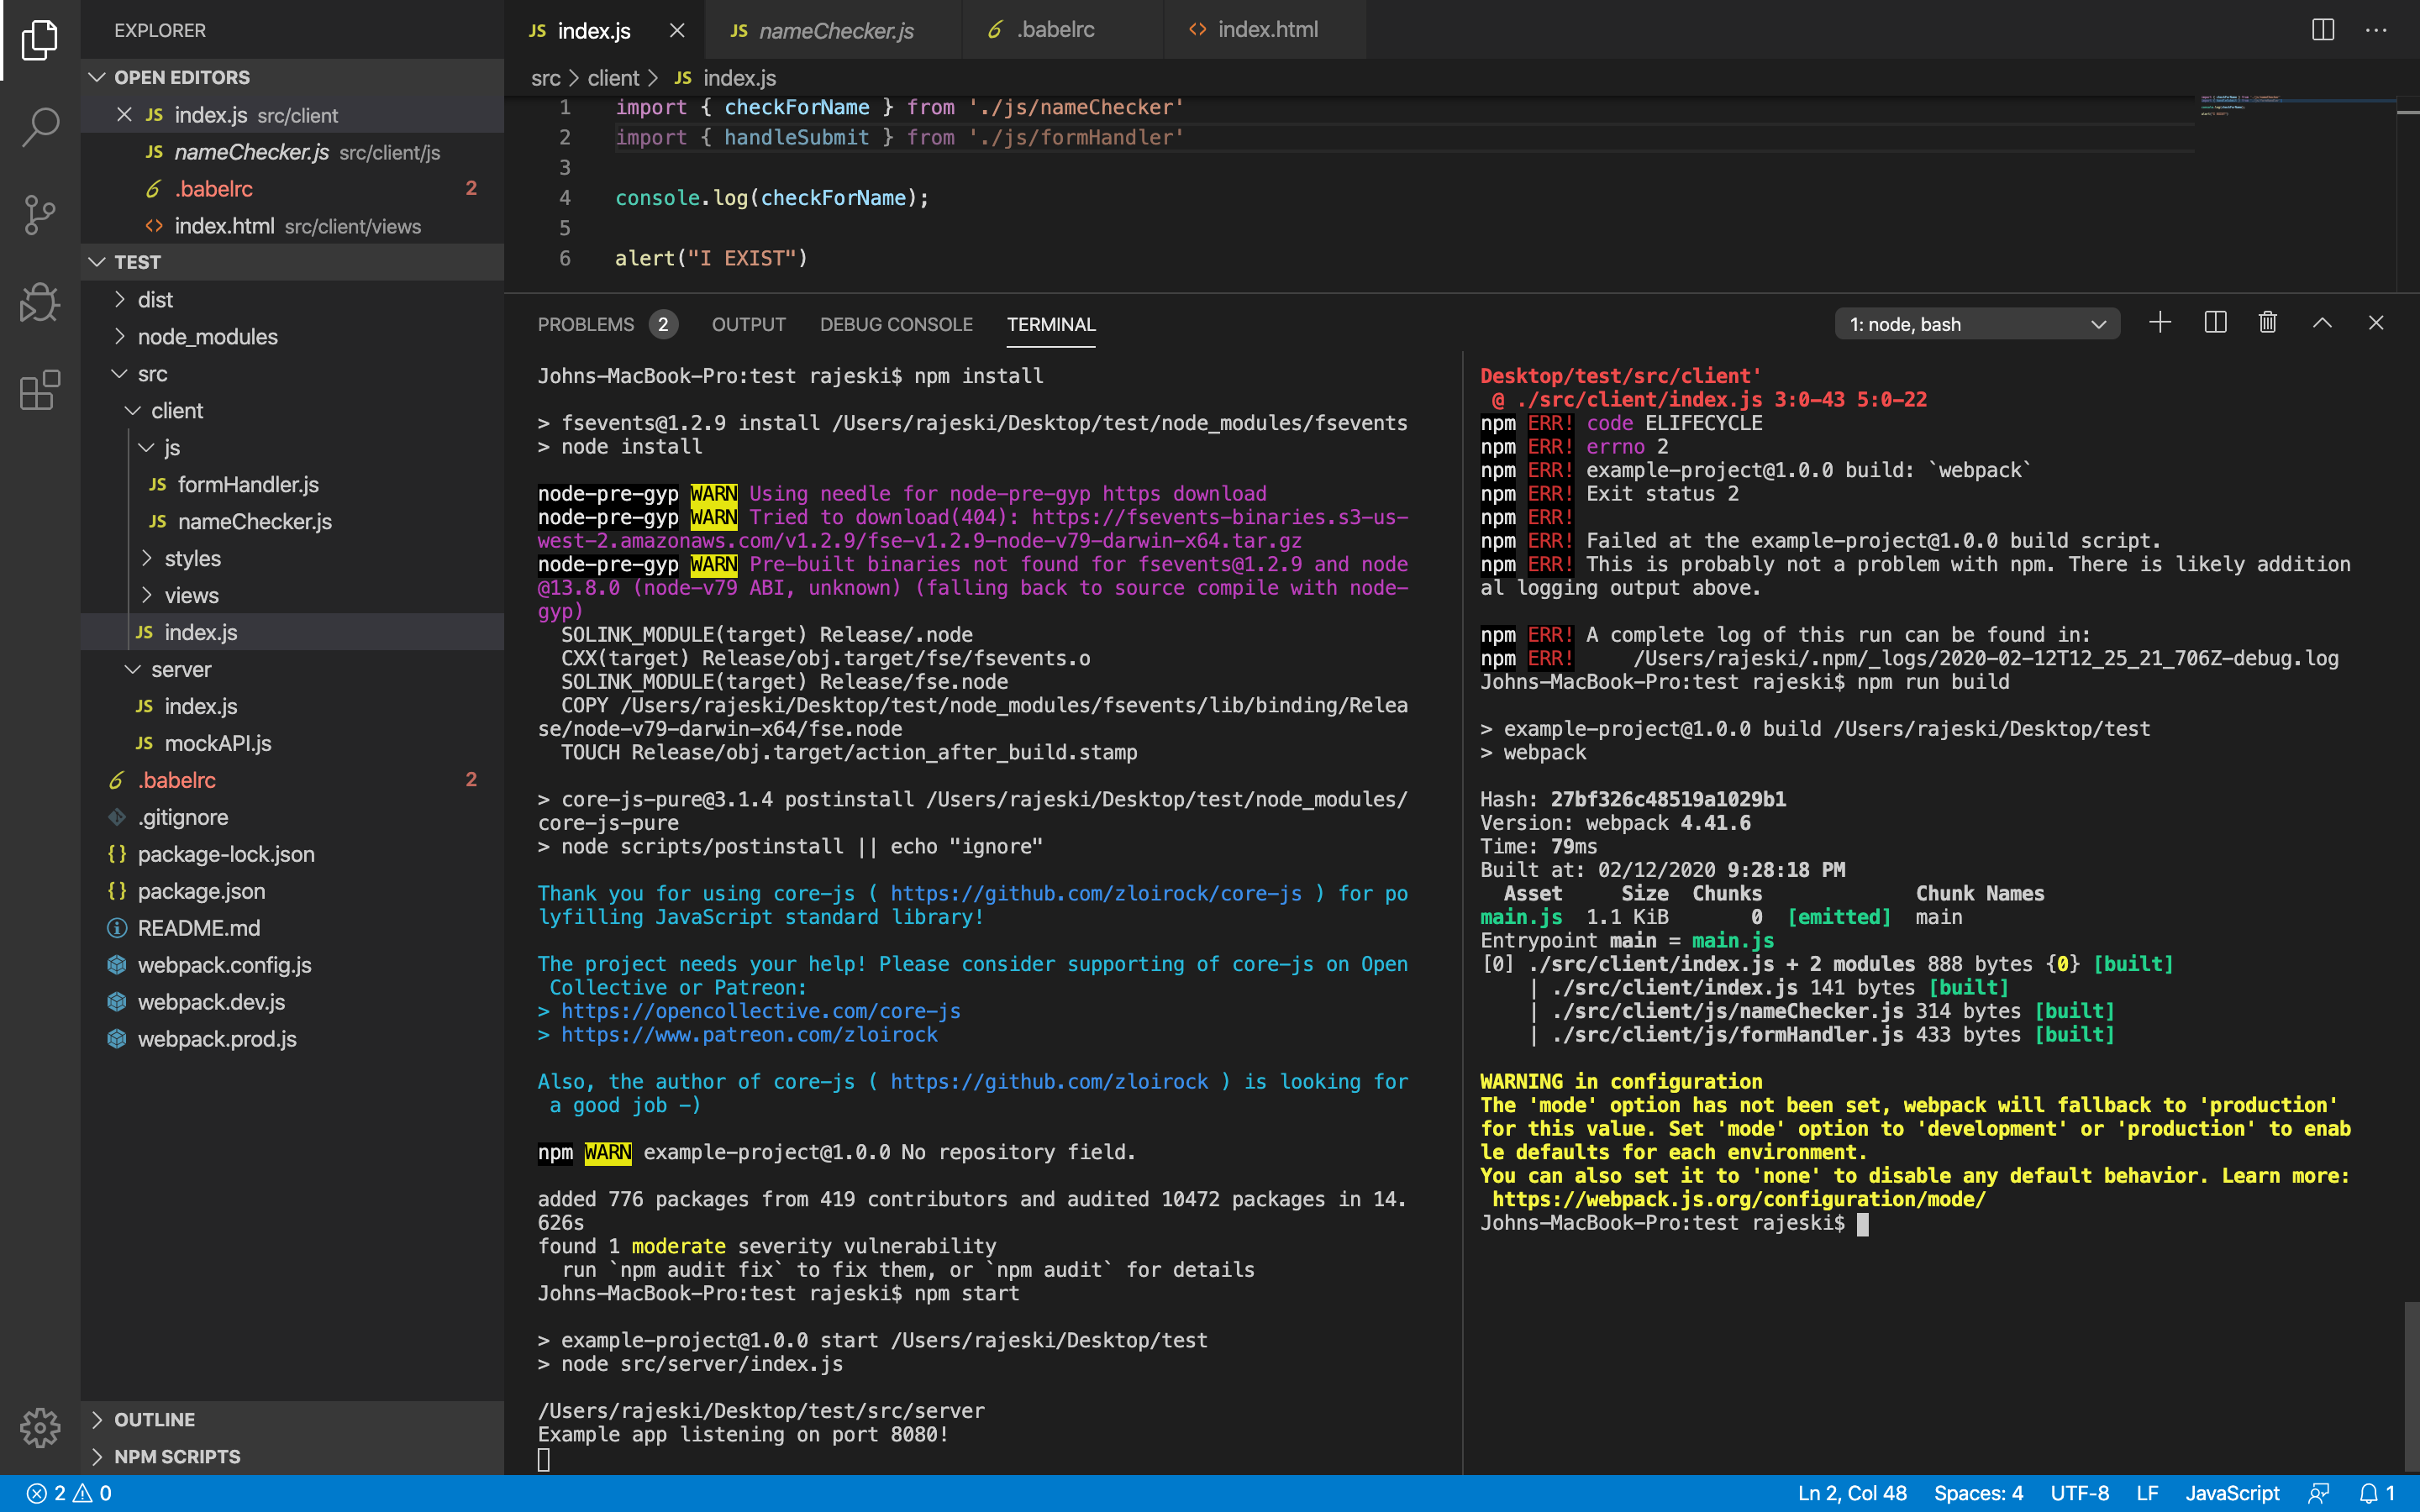 EXPLORER
OPEN EDITORS
JS index.js src/client
JS nameChecker.js src/client/js
.babelrc 2
<> index.html src/client/views
TEST
dist
node_modules
src
client
js
JS formHandler.js
JS nameChecker.js
styles
views
JS index.js
server
JS index.js
JS mockAPI.js
.babelrc 2
.gitignore
{} package-lock.json
{} package.json
README.md
webpack.config.js
webpack.dev.js
webpack.prod.js
OUTLINE
NPM SCRIPTS
JS index.js
JS nameChecker.js
.babelrc
<> index.html
src > client > JS index.js
1 import { checkForName } from './js/nameChecker'
2 import { handleSubmit } from './js/formHandler'
3
4 console.log(checkForName);
5
6 alert("I EXIST")
PROBLEMS 2 OUTPUT DEBUG CONSOLE TERMINAL
1: node, bash
Johns-MacBook-Pro:test rajeski$ npm install
> fsevents@1.2.9 install /Users/rajeski/Desktop/test/node_modules/fsevents
> node install
node-pre-gyp WARN Using needle for node-pre-gyp https download
node-pre-gyp WARN Tried to download(404): https://fsevents-binaries.s3-us-
west-2.amazonaws.com/v1.2.9/fse-v1.2.9-node-v79-darwin-x64.tar.gz
node-pre-gyp WARN Pre-built binaries not found for fsevents@1.2.9 and node
@13.8.0 (node-v79 ABI, unknown) (falling back to source compile with node-
gyp)
SOLINK_MODULE(target) Release/.node
CXX(target) Release/obj.target/fse/fsevents.o
SOLINK_MODULE(target) Release/fse.node
COPY /Users/rajeski/Desktop/test/node_modules/fsevents/lib/binding/Relea
se/node-v79-darwin-x64/fse.node
TOUCH Release/obj.target/action_after_build.stamp
> core-js-pure@3.1.4 postinstall /Users/rajeski/Desktop/test/node_modules/
core-js-pure
> node scripts/postinstall || echo "ignore"
Thank you for using core-js ( https://github.com/zloirock/core-js ) for po
lyfilling JavaScript standard library!
The project needs your help! Please consider supporting of core-js on Open
Collective or Patreon:
> https://opencollective.com/core-js
> https://www.patreon.com/zloirock
Also, the author of core-js ( https://github.com/zloirock ) is looking for
a good job -)
npm WARN example-project@1.0.0 No repository field.
added 776 packages from 419 contributors and audited 10472 packages in 14.
626s
found 1 moderate severity vulnerability
run `npm audit fix` to fix them, or `npm audit` for details
Johns-MacBook-Pro:test rajeski$ npm start
> example-project@1.0.0 start /Users/rajeski/Desktop/test
> node src/server/index.js
/Users/rajeski/Desktop/test/src/server
Example app listening on port 8080!
Desktop/test/src/client'
@ ./src/client/index.js 3:0-43 5:0-22
npm ERR! code ELIFECYCLE
npm ERR! errno 2
npm ERR! example-project@1.0.0 build: `webpack`
npm ERR! Exit status 2
npm ERR!
npm ERR! Failed at the example-project@1.0.0 build script.
npm ERR! This is probably not a problem with npm. There is likely addition
al logging output above.
npm ERR! A complete log of this run can be found in:
npm ERR! /Users/rajeski/.npm/_logs/2020-02-12T12_25_21_706Z-debug.log
Johns-MacBook-Pro:test rajeski$ npm run build
> example-project@1.0.0 build /Users/rajeski/Desktop/test
> webpack
Hash: 27bf326c48519a1029b1
Version: webpack 4.41.6
Time: 79ms
Built at: 02/12/2020 9:28:18 PM
Asset Size Chunks Chunk Names
main.js 1.1 KiB 0 [emitted] main
Entrypoint main = main.js
[0] ./src/client/index.js + 2 modules 888 bytes {0} [built]
| ./src/client/index.js 141 bytes [built]
| ./src/client/js/nameChecker.js 314 bytes [built]
| ./src/client/js/formHandler.js 433 bytes [built]
WARNING in configuration
The 'mode' option has not been set, webpack will fallback to 'production'
for this value. Set 'mode' option to 'development' or 'production' to enab
le defaults for each environment.
You can also set it to 'none' to disable any default behavior. Learn more:
https://webpack.js.org/configuration/mode/
Johns-MacBook-Pro:test rajeski$
2 0
Ln 2, Col 48 Spaces: 4 UTF-8 LF JavaScript 1